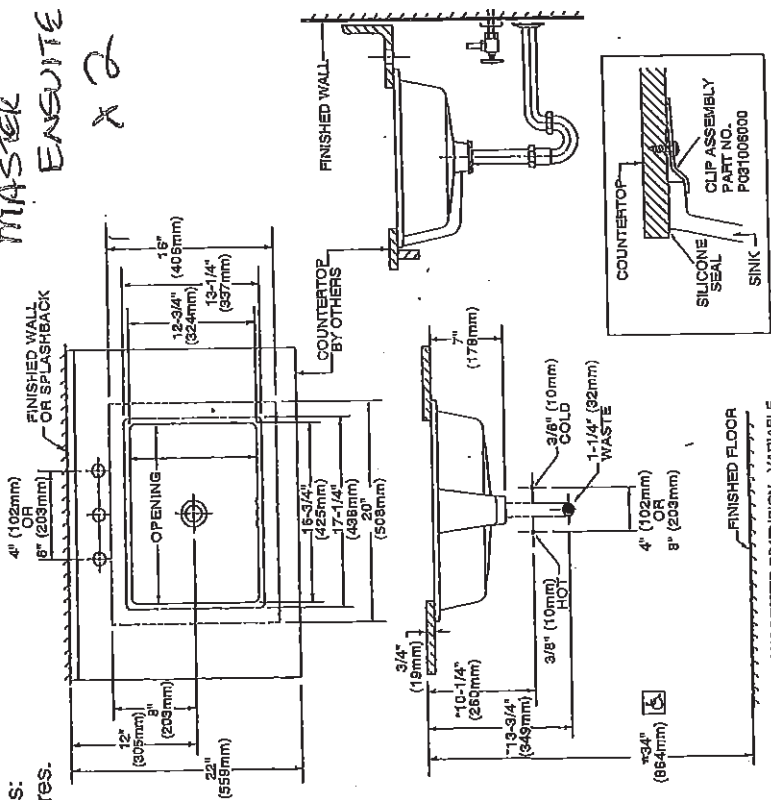 MASTER
ENSUITE
x 2
s:
res.
4" (102mm)
OR
8" (203mm)
FINISHED WALL
OR SPLASHBACK
16"
(406mm)
12-3/4"
(324mm)
13-1/4"
(337mm)
OPENING
12"
(305mm)
8"
(203mm)
22"
(559mm)
16-3/4"
(425mm)
17-1/4"
(438mm)
20"
(508mm)
COUNTERTOP
BY OTHERS
FINISHED WALL
3/4"
(19mm)
7"
(178mm)
*10-1/4"
(260mm)
*13-3/4"
(349mm)
3/8" (10mm)
HOT
3/8" (10mm)
COLD
1-1/4" (32mm)
WASTE
4" (102mm)
OR
8" (203mm)
*34"
(864mm)
FINISHED FLOOR
COUNTERTOP
SILICONE
SEAL
SINK
CLIP ASSEMBLY
PART NO.
P031006000